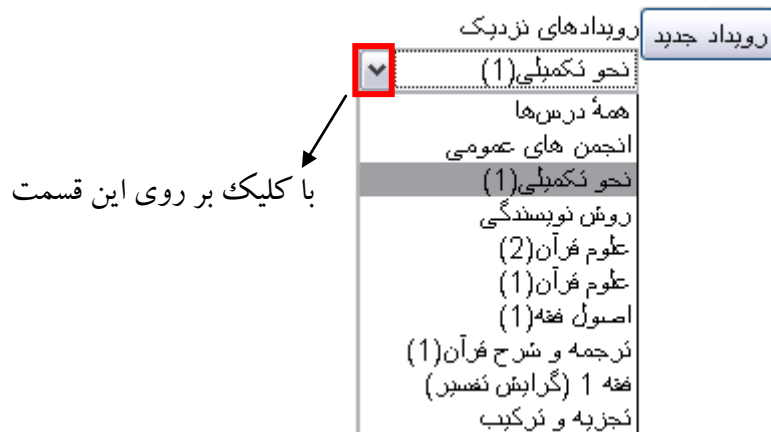 رویداد جدید
رویدادهای نزدیک
نحو تکمیلی(1)
همهٔ درس‌ها
انجمن های عمومی
نحو تکمیلی(1)
روش نویسندگی
علوم قرآن(2)
علوم قرآن(1)
اصول فقه(1)
ترجمه و شرح قرآن(1)
فقه 1 (گرایش تفسیر)
تجزیه و ترکیب
با کلیک بر روی این قسمت